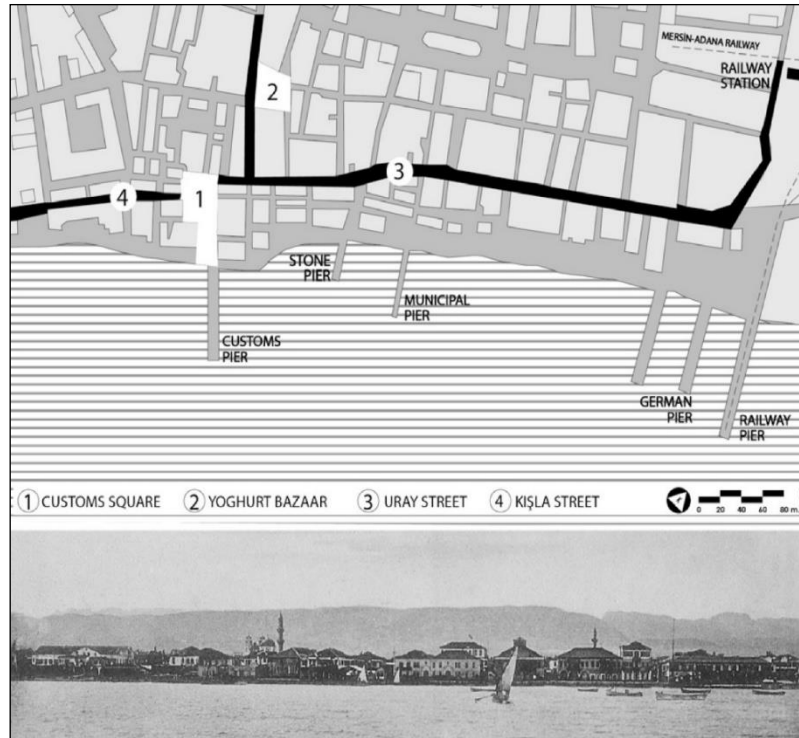 MERSİN-ADANA RAILWAY
RAILWAY
STATION
2
3
1
4
STONE
PIER
MUNICIPAL
PIER
CUSTOMS
PIER
GERMAN
PIER
RAILWAY
PIER
1 CUSTOMS SQUARE 2 YOGHURT BAZAAR 3 URAY STREET 4 KIŞLA STREET
0 20 40 60 80 m.